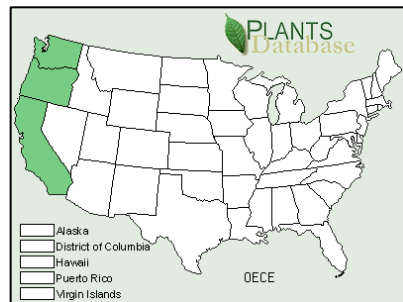 PLANTS
Database
Alaska
District of Columbia
Hawaii
Puerto Rico
Virgin Islands
OECE